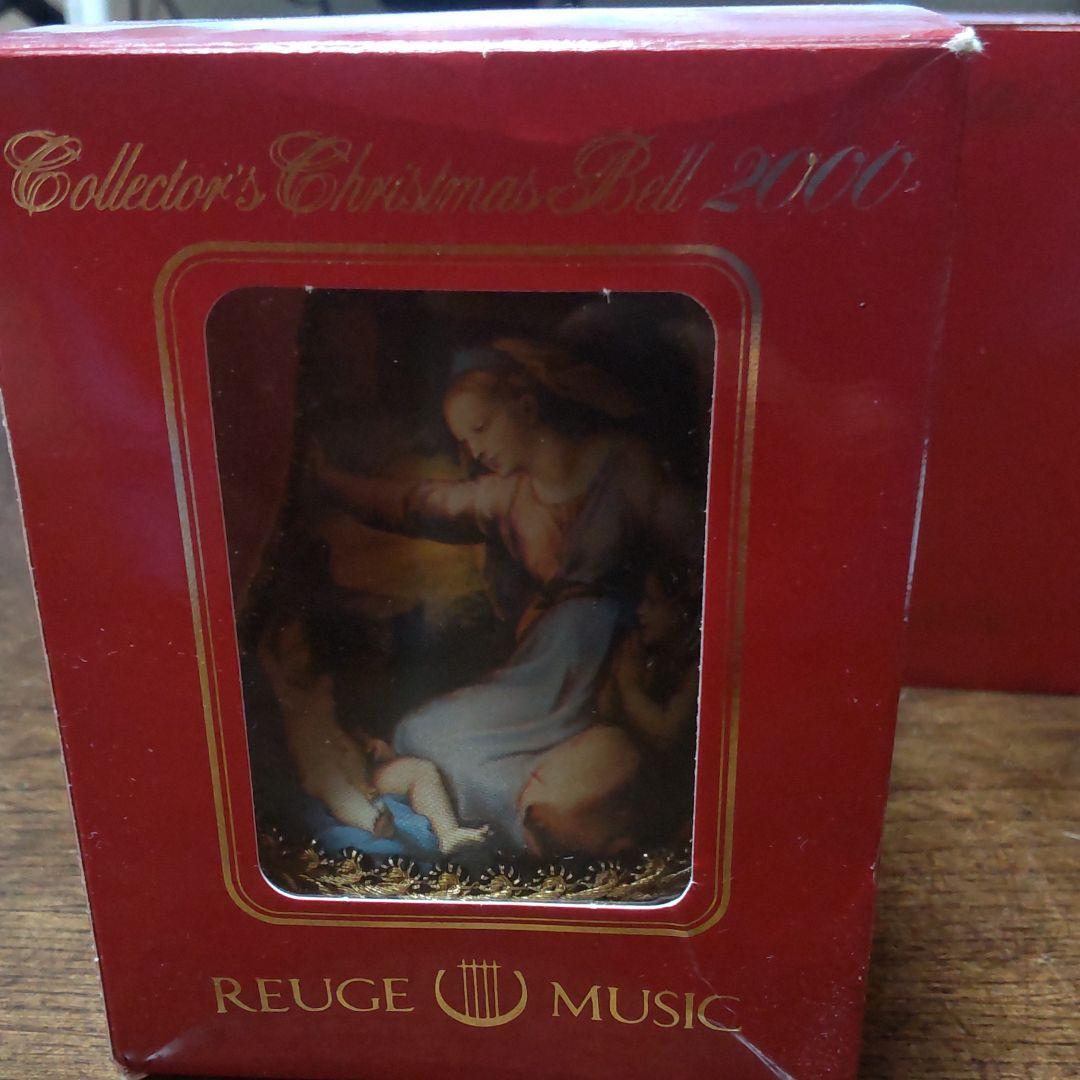 Collector's Christmas Bell 2000
REUGE MUSIC